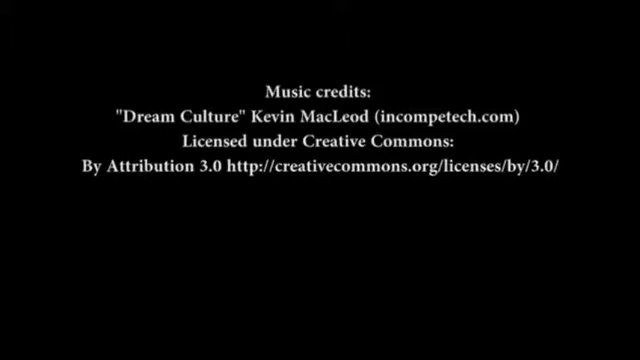 Music credits:
"Dream Culture" Kevin MacLeod (incompetech.com)
Licensed under Creative Commons:
By Attribution 3.0 http://creativecommons.org/licenses/by/3.0/